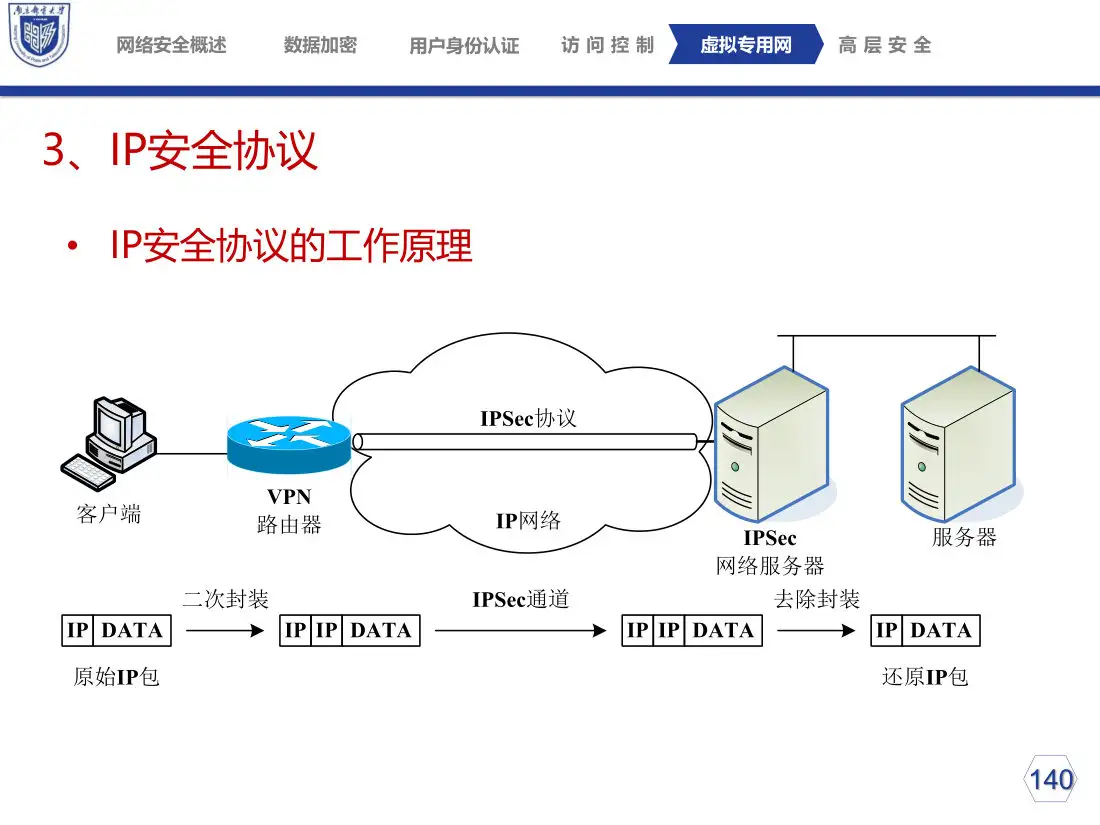 网络安全概述 数据加密 用户身份认证 访问控制 虚拟专用网 高层安全
3、IP安全协议
• IP安全协议的工作原理
IPSec协议
客户端
VPN
路由器
IP网络
IPSec
网络服务器
服务器
二次封装 IPSec通道 去除封装
IP DATA IP IP DATA IP IP DATA IP DATA
原始IP包 还原IP包
140